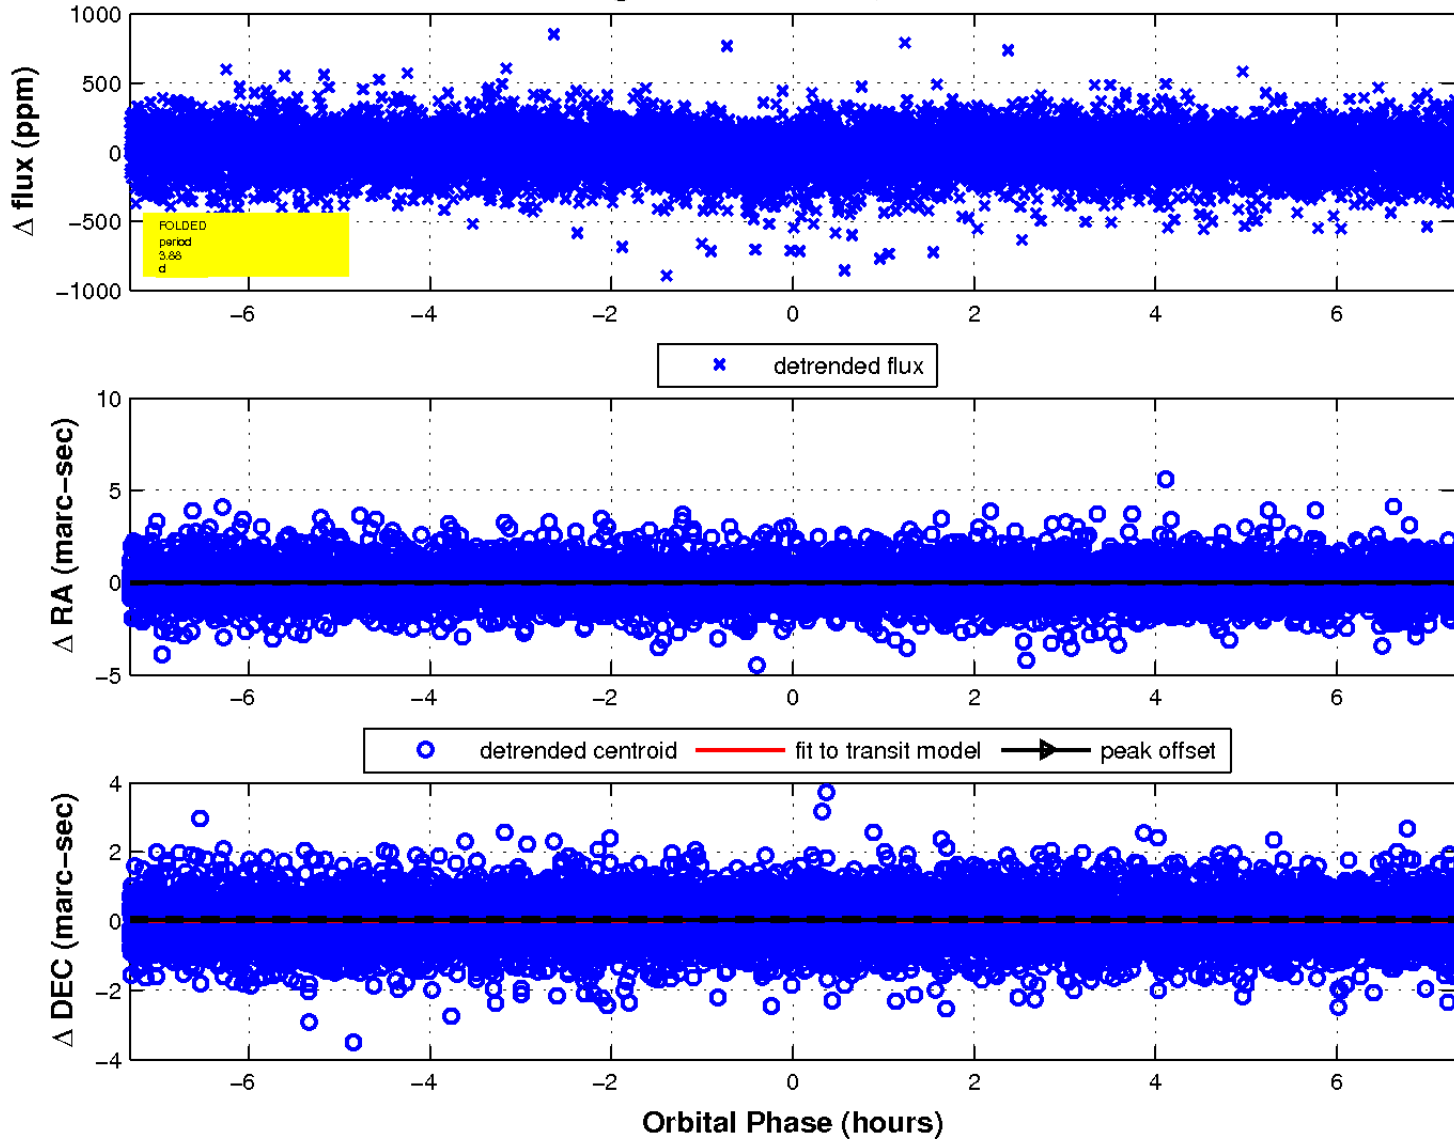 1000
500
0
−500
−1000
Δ flux (ppm)
FOLDED
period
3.88
d
−6 −4 −2 0 2 4 6
detrended flux
10
5
0
−5
Δ RA (marc−sec)
−6 −4 −2 0 2 4 6
detrended centroid fit to transit model peak offset
4
2
0
−2
−4
Δ DEC (marc−sec)
−6 −4 −2 0 2 4 6
Orbital Phase (hours)